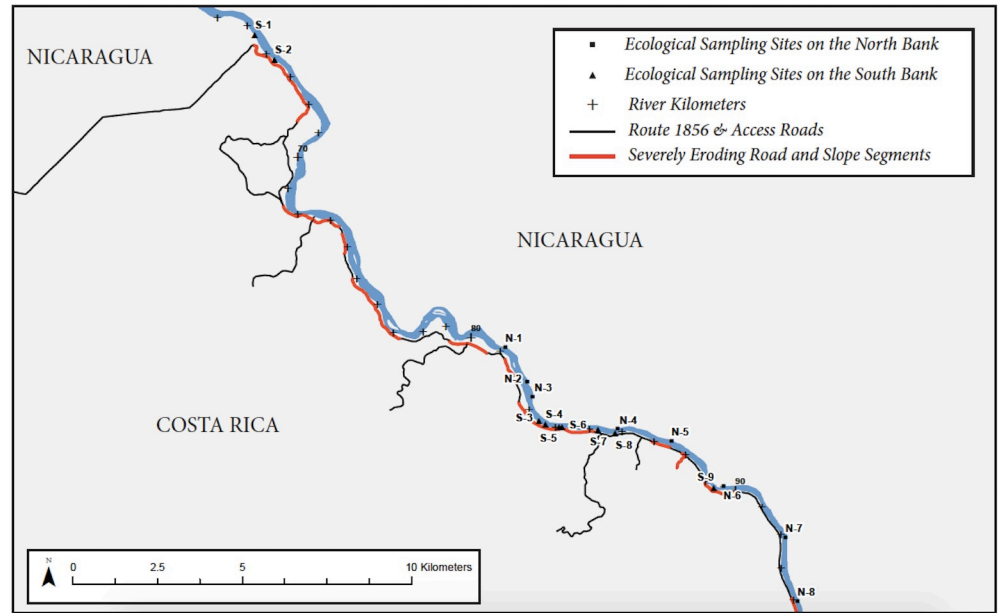 S-1
NICARAGUA
S-2
Ecological Sampling Sites on the North Bank
Ecological Sampling Sites on the South Bank
River Kilometers
Route 1856 & Access Roads
Severely Eroding Road and Slope Segments
70
NICARAGUA
80
N-1
N-2
N-3
COSTA RICA
S-3
S-4
S-5
S-6
N-4
S-7
S-8
N-5
S-9
90
N-6
N-7
N-8
N
0 2.5 5 10 Kilometers